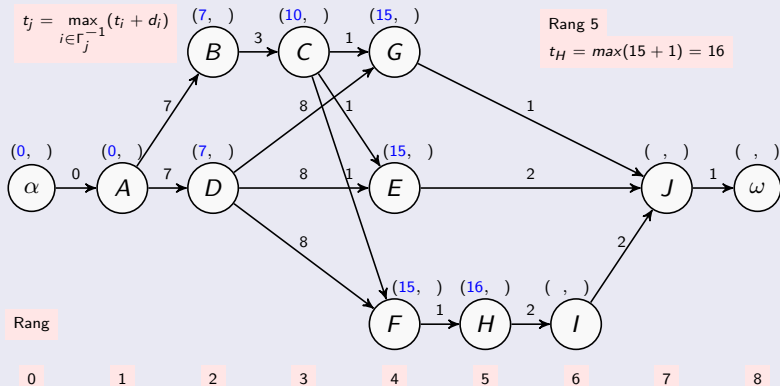 t_j = max (t_i + d_i)
i∈Γ_j^{-1}
Rang 5
t_H = max(15 + 1) = 16
(7, ) (10, ) (15, )
B 3 C 1 G
7 8 1 1
(0, ) (0, ) (7, ) (15, ) ( , ) ( , )
α 0 A 7 D 8 1 E 2 J 1 ω
8 2
(15, ) (16, ) ( , )
F 1 H 2 I
Rang
0 1 2 3 4 5 6 7 8